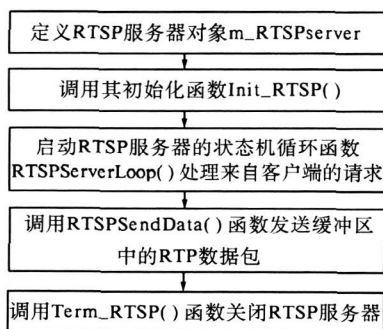 定义RTSP服务器对象m_RTSPserver
调用其初始化函数Init_RTSP()
启动RTSP服务器的状态机循环函数
RTSPServerLoop()处理来自客户端的请求
调用RTSPSendData()函数发送缓冲区
中的RTP数据包
调用Term_RTSP()函数关闭RTSP服务器